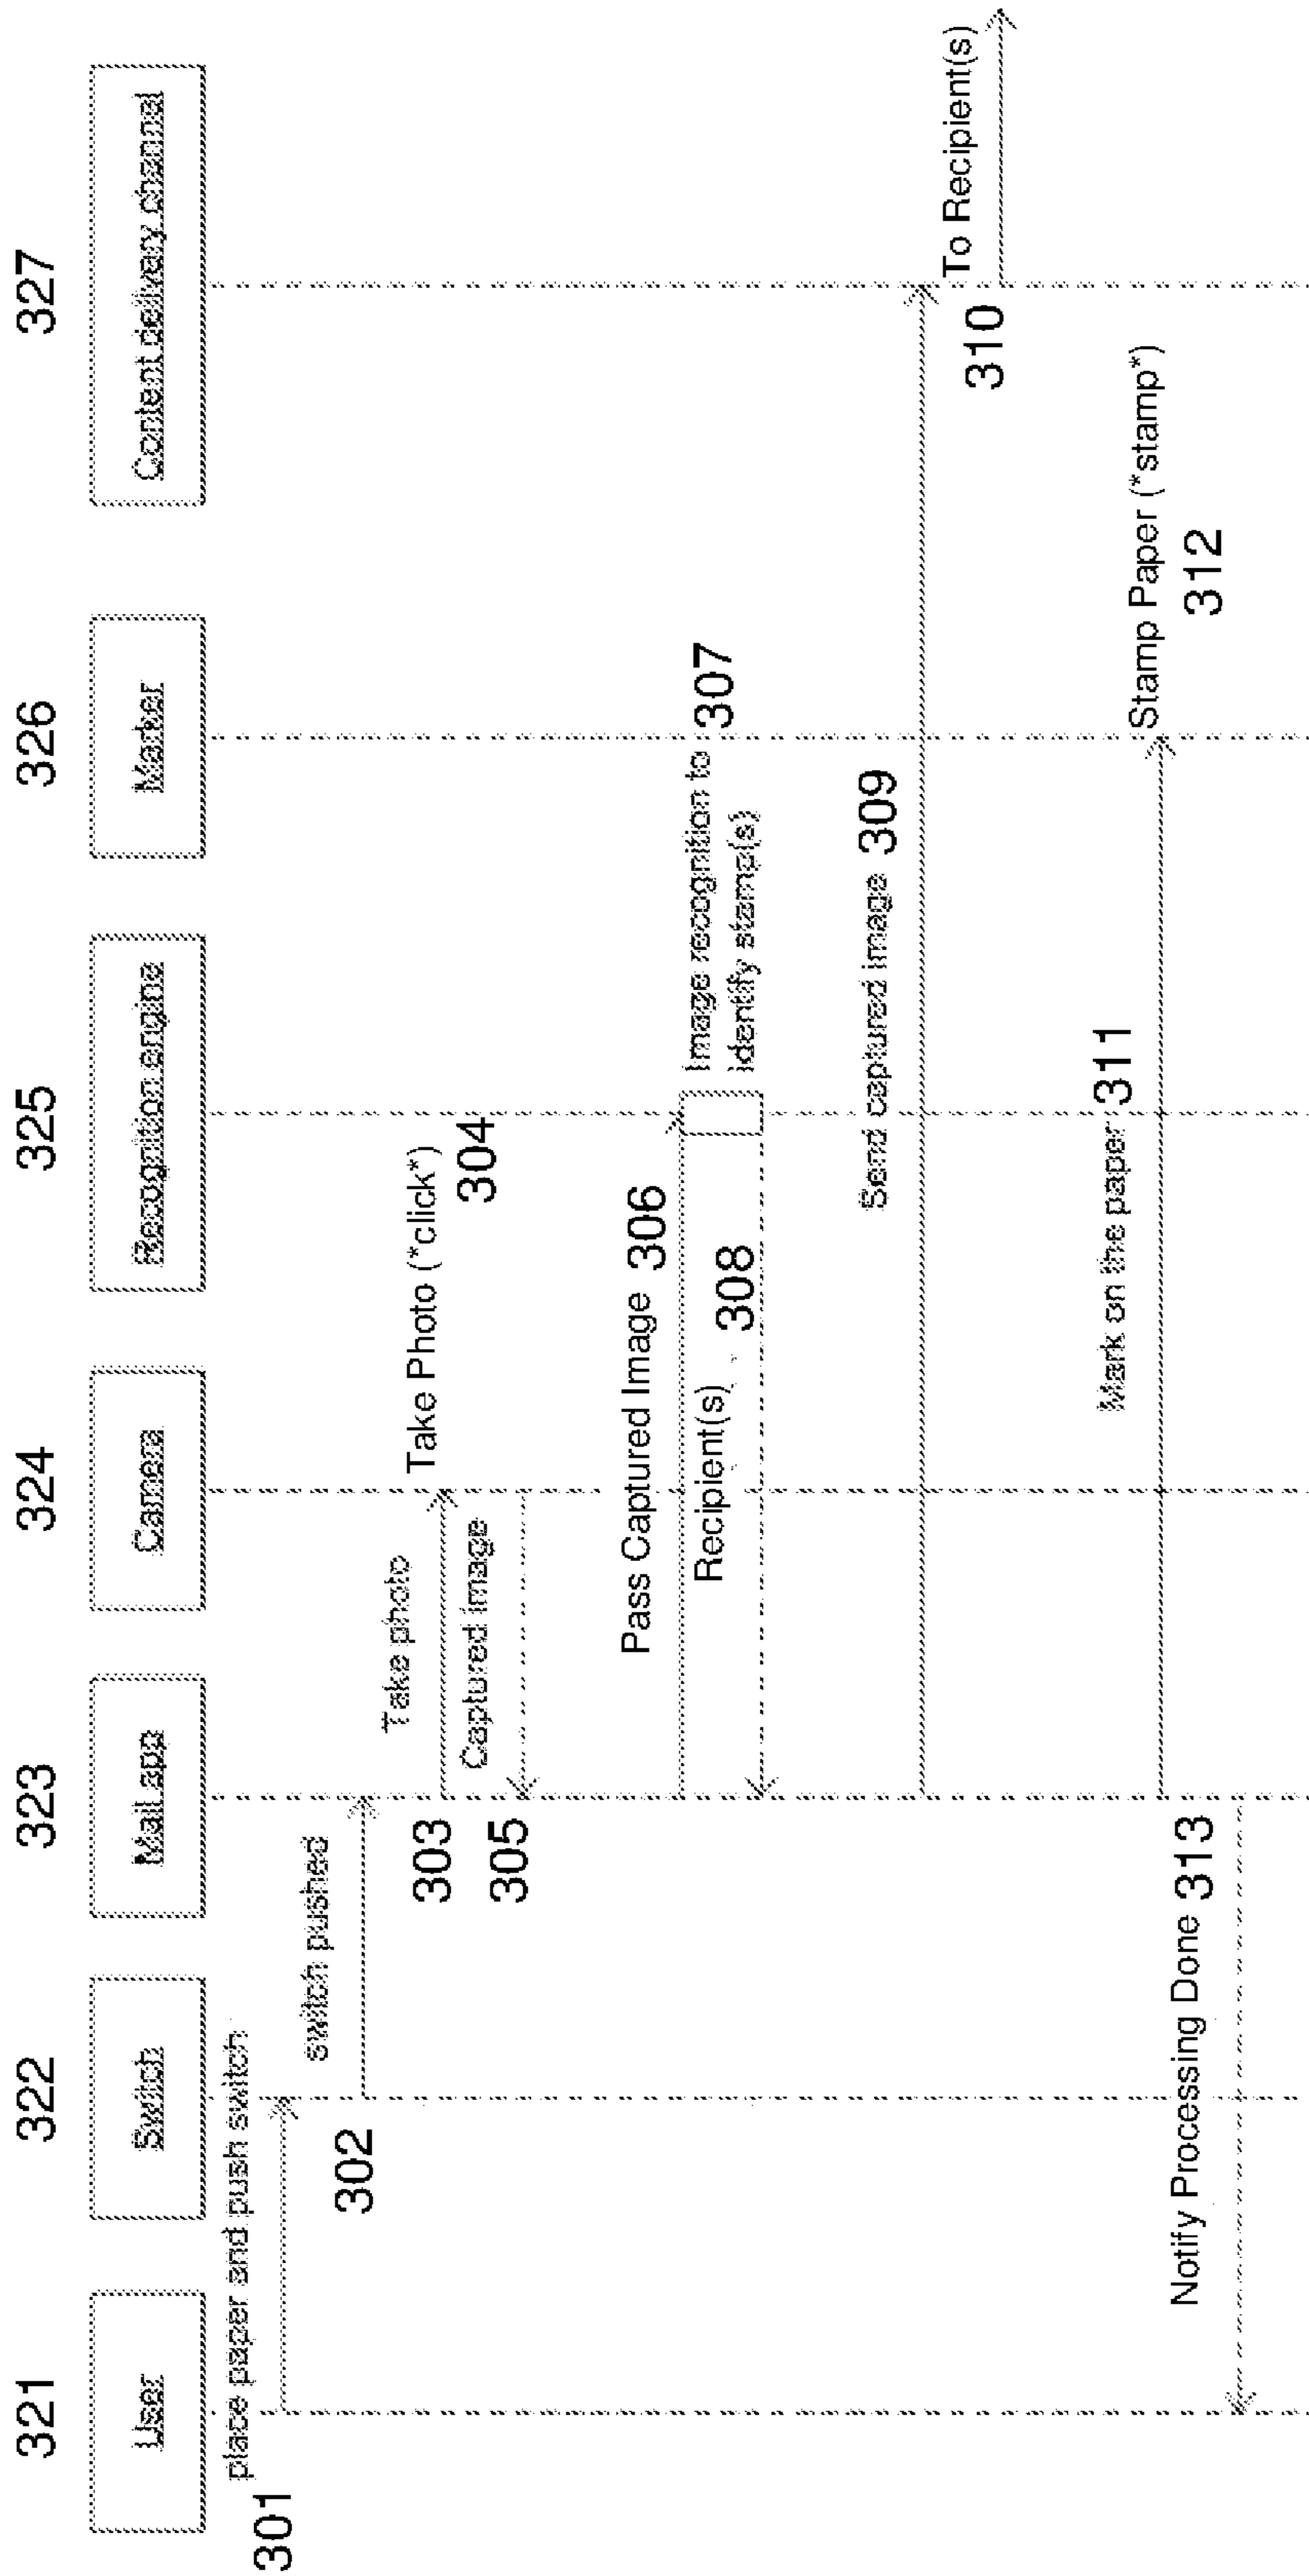 321
322
323
324
325
326
327
User
Switch
Mail app
Camera
Recognition engine
Marker
Content delivery channel
place paper and push switch
301
switch pushed
302
Take photo
Take Photo (*click*)
303
304
Captured image
305
Pass Captured Image 306
Image recognition to
identify stamp(s)
307
Recipient(s)
308
Send captured image 309
To Recipient(s)
310
Mark on the paper 311
Stamp Paper (*stamp*)
312
Notify Processing Done 313